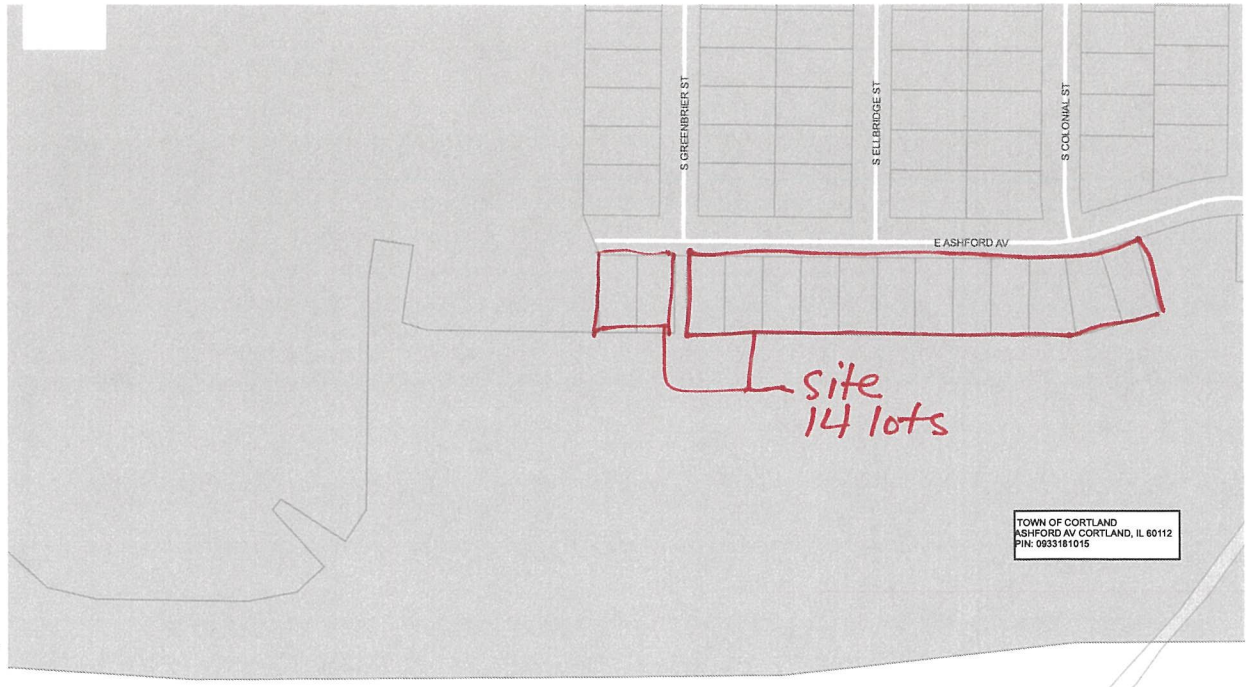 S GREENBRIER ST
S ELLBRIDGE ST
S COLONIAL ST
E ASHFORD AV
site
14 lots
TOWN OF CORTLAND
ASHFORD AV CORTLAND, IL 60112
PIN: 0933181015